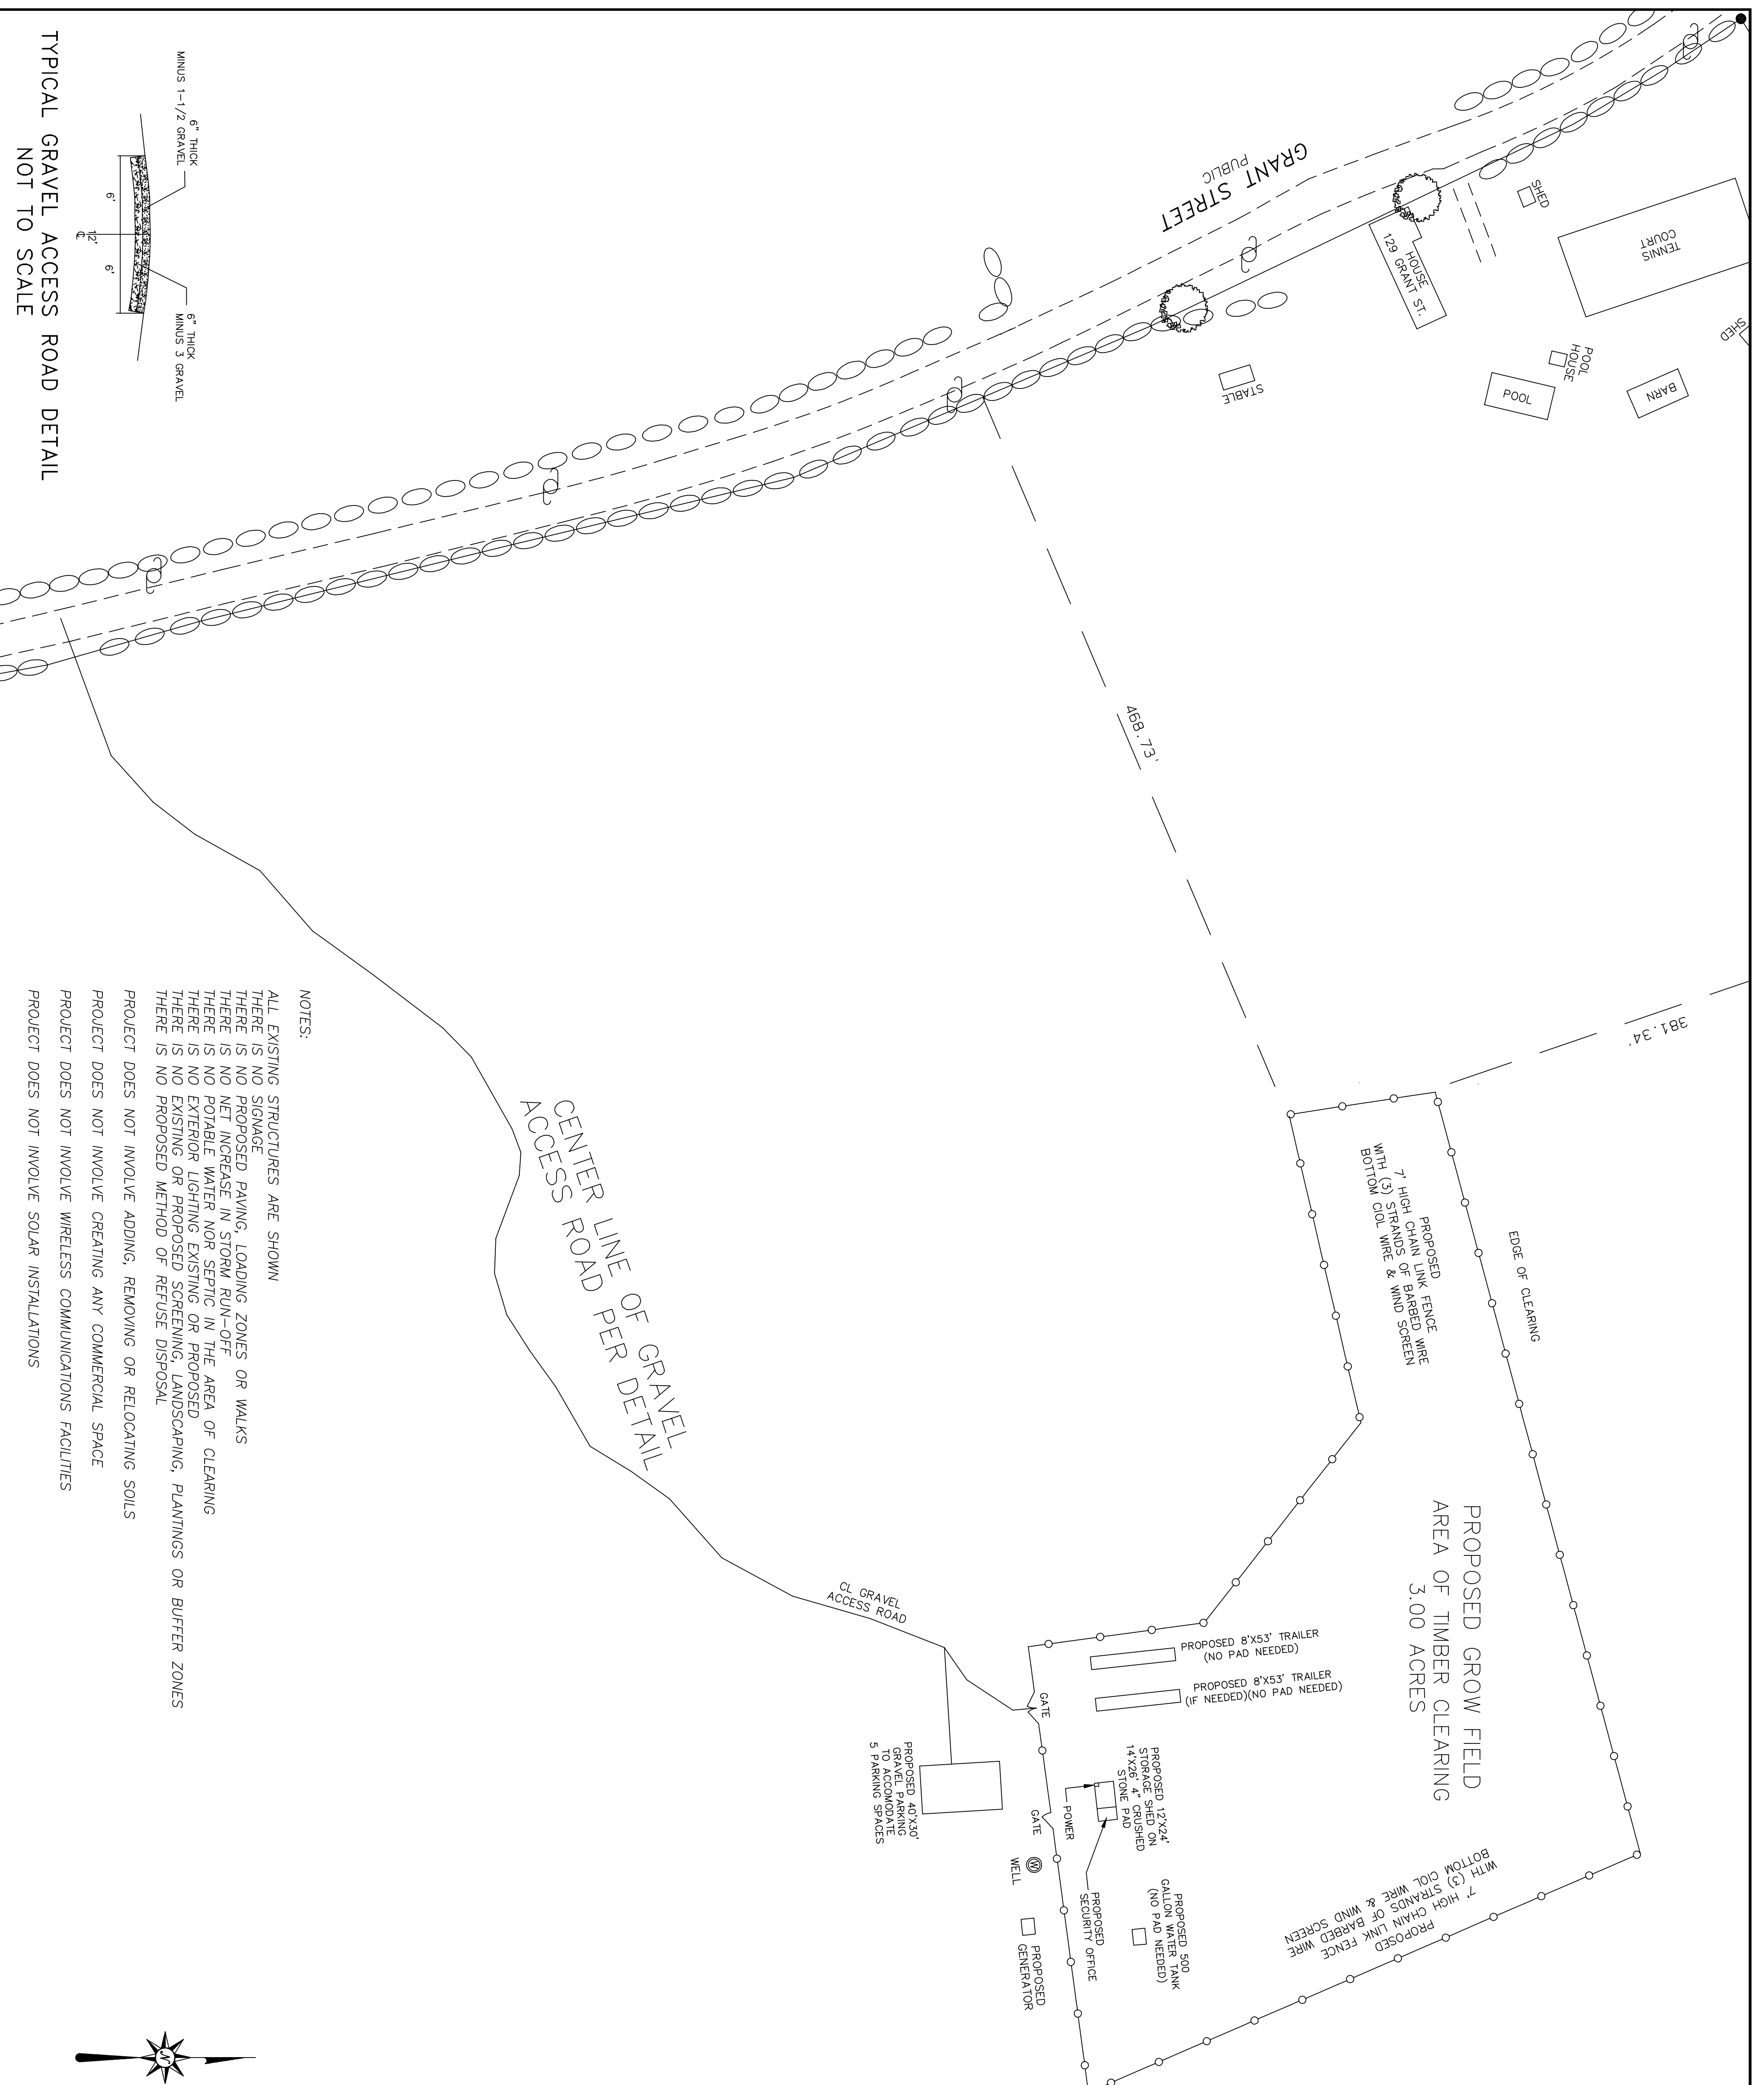 GRANT STREET
PUBLIC
SHED
TENNIS
COURT
HOUSE
129 GRANT ST.
SHED
POOL
HOUSE
POOL
BARN
STABLE
468.73'
381.34'
EDGE OF CLEARING
PROPOSED
7' HIGH CHAIN LINK FENCE
WITH (3) STRANDS OF BARBED WIRE
BOTTOM CIOL WIRE & WIND SCREEN
PROPOSED GROW FIELD
AREA OF TIMBER CLEARING
3.00 ACRES
PROPOSED
7' HIGH CHAIN LINK FENCE
WITH (3) STRANDS OF BARBED WIRE
BOTTOM CIOL WIRE & WIND SCREEN
PROPOSED 8'X53' TRAILER
(NO PAD NEEDED)
PROPOSED 8'X53' TRAILER
(IF NEEDED)(NO PAD NEEDED)
PROPOSED 12'X24'
STORAGE SHED ON
14'X26' 4" CRUSHED
STONE PAD
PROPOSED 500
GALLON WATER TANK
(NO PAD NEEDED)
PROPOSED
SECURITY OFFICE
POWER
GATE
GATE
W
WELL
PROPOSED
GENERATOR
PROPOSED 40'X30'
GRAVEL PARKING
TO ACCOMODATE
5 PARKING SPACES
CL GRAVEL
ACCESS ROAD
CENTER LINE OF GRAVEL
ACCESS ROAD PER DETAIL
NOTES:
ALL EXISTING STRUCTURES ARE SHOWN
THERE IS NO SIGNAGE
THERE IS NO PROPOSED PAVING, LOADING ZONES OR WALKS
THERE IS NO NET INCREASE IN STORM RUN-OFF
THERE IS NO POTABLE WATER NOR SEPTIC IN THE AREA OF CLEARING
THERE IS NO EXTERIOR LIGHTING EXISTING OR PROPOSED
THERE IS NO EXISTING OR PROPOSED SCREENING, LANDSCAPING, PLANTINGS OR BUFFER ZONES
THERE IS NO PROPOSED METHOD OF REFUSE DISPOSAL
PROJECT DOES NOT INVOLVE ADDING, REMOVING OR RELOCATING SOILS
PROJECT DOES NOT INVOLVE CREATING ANY COMMERCIAL SPACE
PROJECT DOES NOT INVOLVE WIRELESS COMMUNICATIONS FACILITIES
PROJECT DOES NOT INVOLVE SOLAR INSTALLATIONS
6" THICK
MINUS 1-1/2 GRAVEL
6" THICK
MINUS 3 GRAVEL
6'
6'
12'
℄
TYPICAL GRAVEL ACCESS ROAD DETAIL
NOT TO SCALE
N